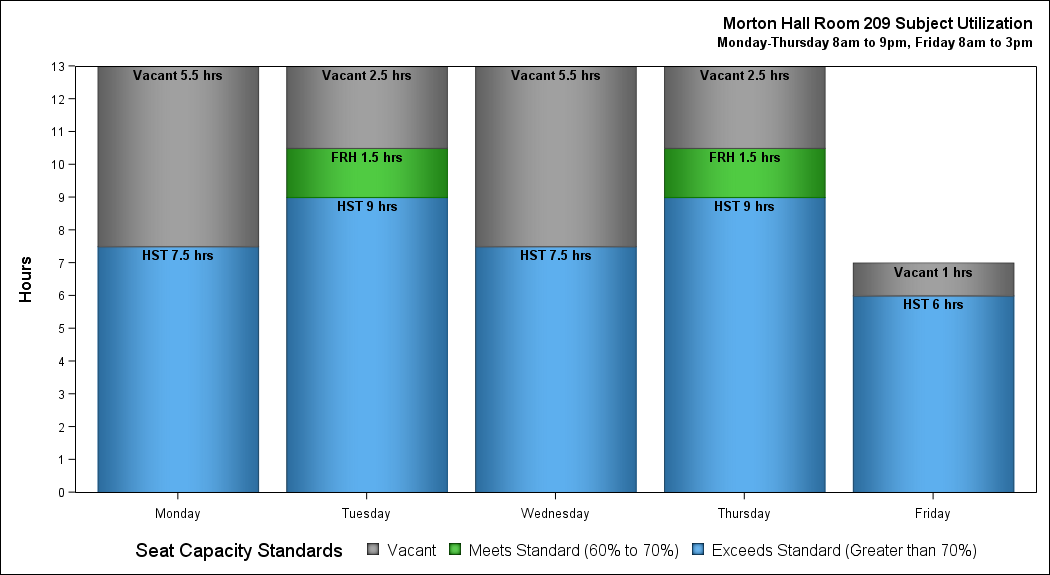 Morton Hall Room 209 Subject Utilization
Monday-Thursday 8am to 9pm, Friday 8am to 3pm
Hours
13
12
11
10
9
8
7
6
5
4
3
2
1
0
Vacant 5.5 hrs
HST 7.5 hrs
Vacant 2.5 hrs
FRH 1.5 hrs
HST 9 hrs
Vacant 5.5 hrs
HST 7.5 hrs
Vacant 2.5 hrs
FRH 1.5 hrs
HST 9 hrs
Vacant 1 hrs
HST 6 hrs
Monday Tuesday Wednesday Thursday Friday
Seat Capacity Standards Vacant Meets Standard (60% to 70%) Exceeds Standard (Greater than 70%)